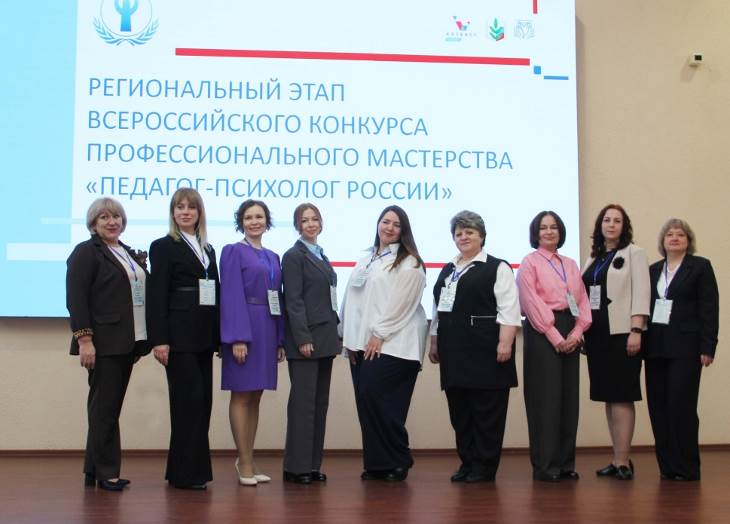 РЕГИОНАЛЬНЫЙ ЭТАП
ВСЕРОССИЙСКОГО КОНКУРСА
ПРОФЕССИОНАЛЬНОГО МАСТЕРСТВА
«ПЕДАГОГ-ПСИХОЛОГ РОССИИ»